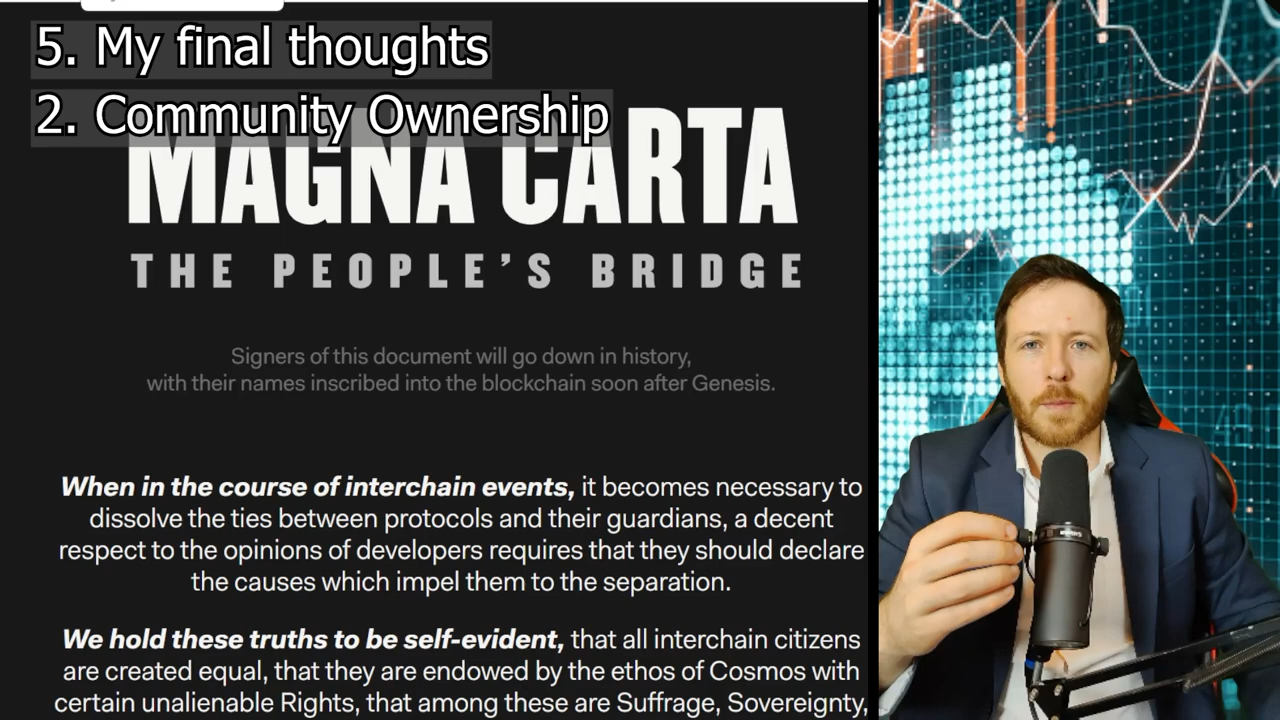 5. My final thoughts
2. Community Ownership
MAGNA CARTA
THE PEOPLE'S BRIDGE
Signers of this document will go down in history,
with their names inscribed into the blockchain soon after Genesis.
When in the course of interchain events, it becomes necessary to
dissolve the ties between protocols and their guardians, a decent
respect to the opinions of developers requires that they should declare
the causes which impel them to the separation.
We hold these truths to be self-evident, that all interchain citizens
are created equal, that they are endowed by the ethos of Cosmos with
certain unalienable Rights, that among these are Suffrage, Sovereignty,